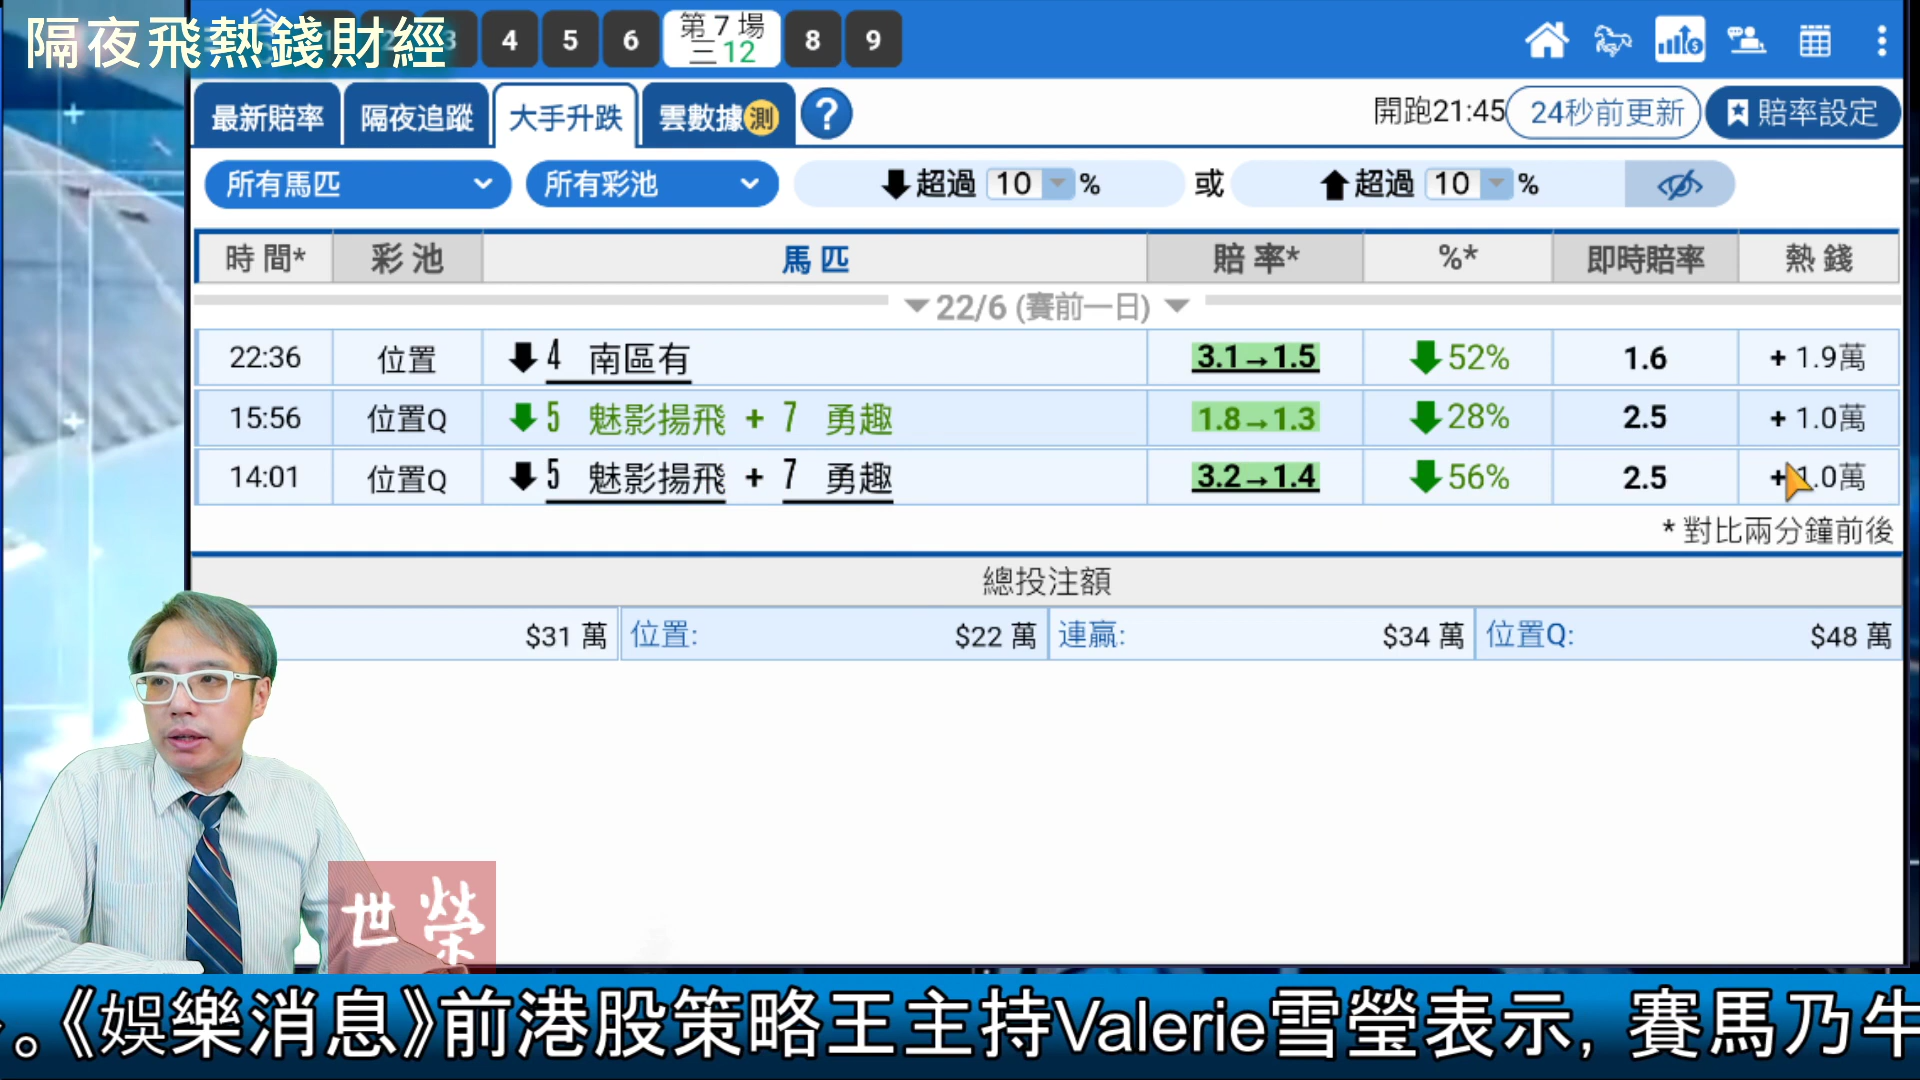 隔夜飛熱錢財經
谷 1 2 3 4 5 6 第7場 三12 8 9
最新賠率 隔夜追蹤 大手升跌 雲數據測 ? 開跑21:45 24秒前更新 賠率設定
所有馬匹 所有彩池 超過 10 % 或 超過 10 %
時間* 彩池 馬匹 賠率* %* 即時賠率 熱錢
22/6 (賽前一日)
22:36 位置 4 南區有 3.1→1.5 52% 1.6 + 1.9萬
15:56 位置Q 5 魅影揚飛 + 7 勇趣 1.8→1.3 28% 2.5 + 1.0萬
14:01 位置Q 5 魅影揚飛 + 7 勇趣 3.2→1.4 56% 2.5 + 1.0萬
* 對比兩分鐘前後
總投注額
$31 萬 位置: $22 萬 連贏: $34 萬 位置Q: $48 萬
世榮
。《娛樂消息》前港股策略王主持Valerie雪瑩表示, 賽馬乃牛